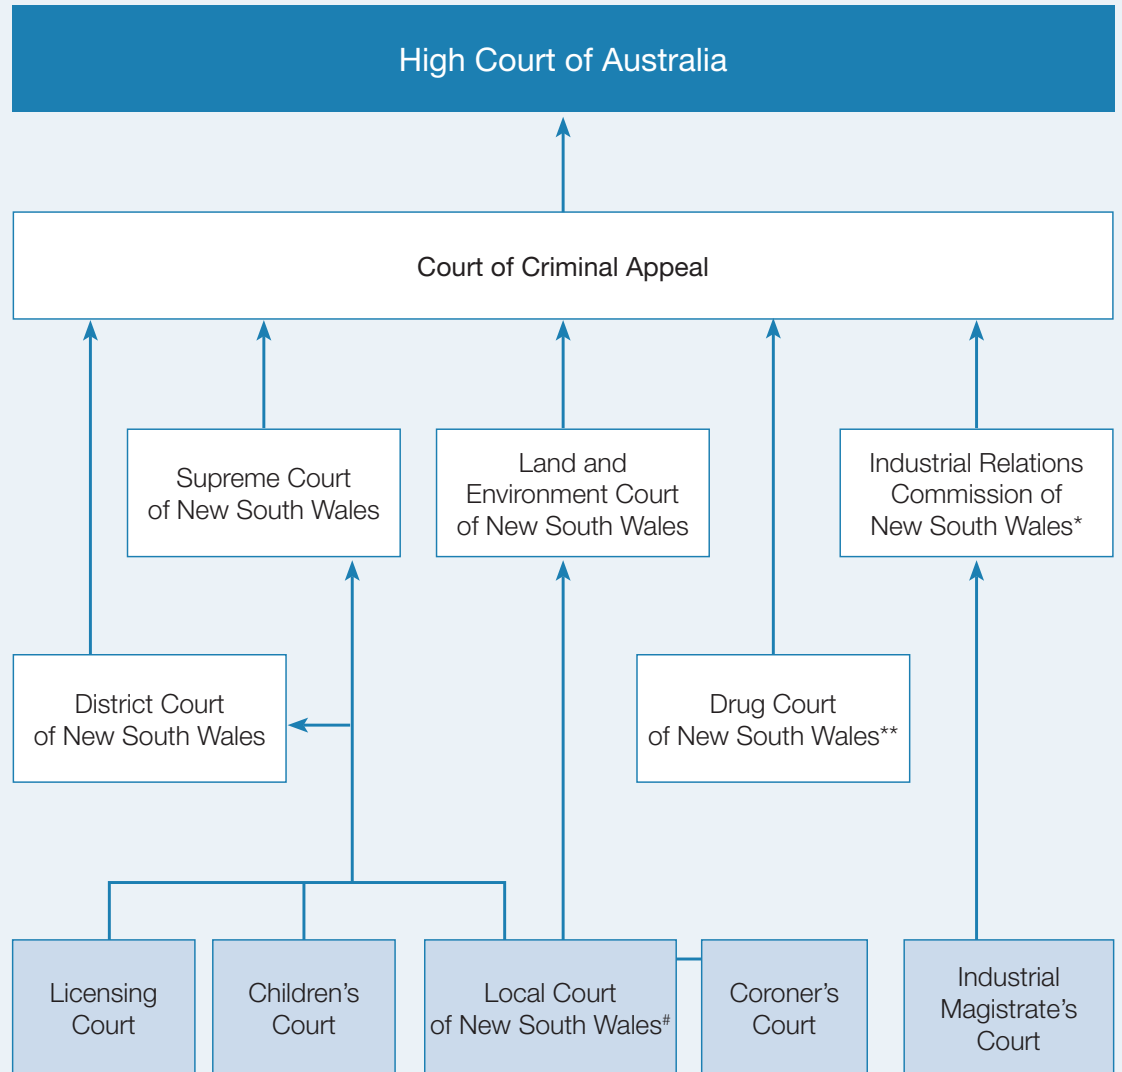 High Court of Australia
Court of Criminal Appeal
Supreme Court
of New South Wales
Land and
Environment Court
of New South Wales
Industrial Relations
Commission of
New South Wales*
District Court
of New South Wales
Drug Court
of New South Wales**
Licensing
Court
Children’s
Court
Local Court
of New South Wales#
Coroner’s
Court
Industrial
Magistrate’s
Court